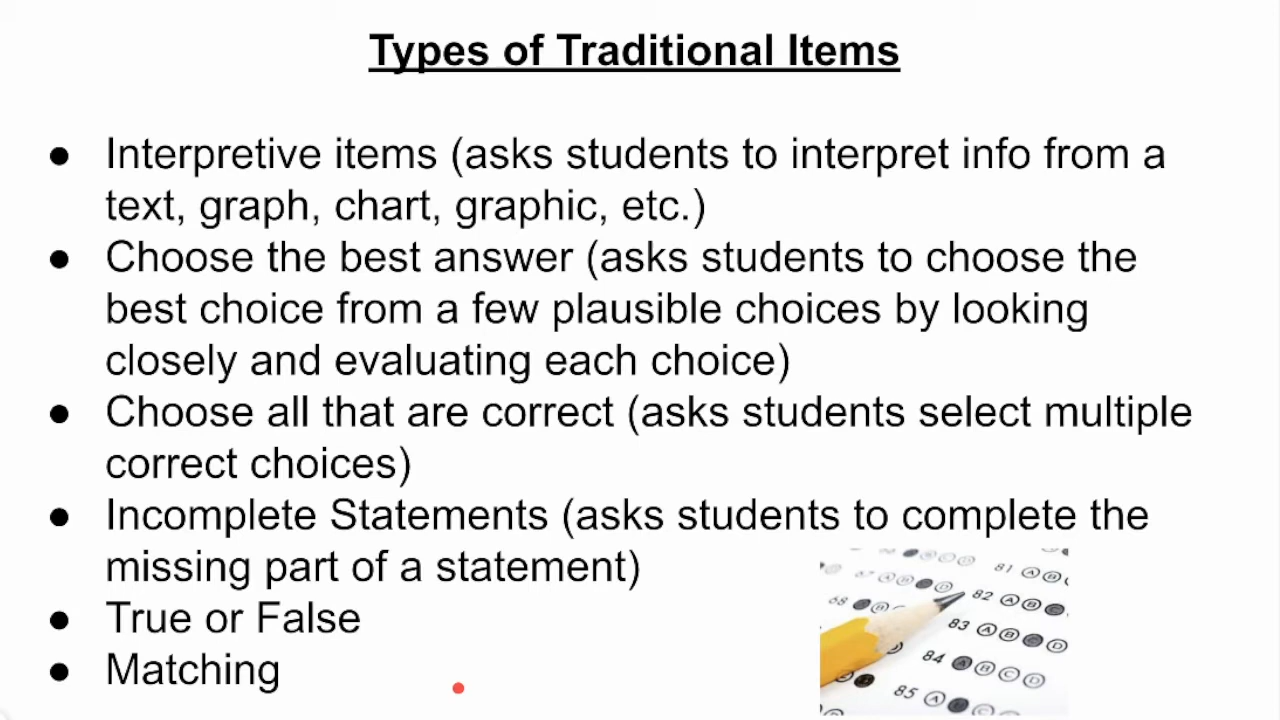 Types of Traditional Items
● Interpretive items (asks students to interpret info from a
text, graph, chart, graphic, etc.)
● Choose the best answer (asks students to choose the
best choice from a few plausible choices by looking
closely and evaluating each choice)
● Choose all that are correct (asks students select multiple
correct choices)
● Incomplete Statements (asks students to complete the
missing part of a statement)
● True or False
● Matching
81 A B
82 A B C
83 A B C D
84 A B C D
85 A B C D